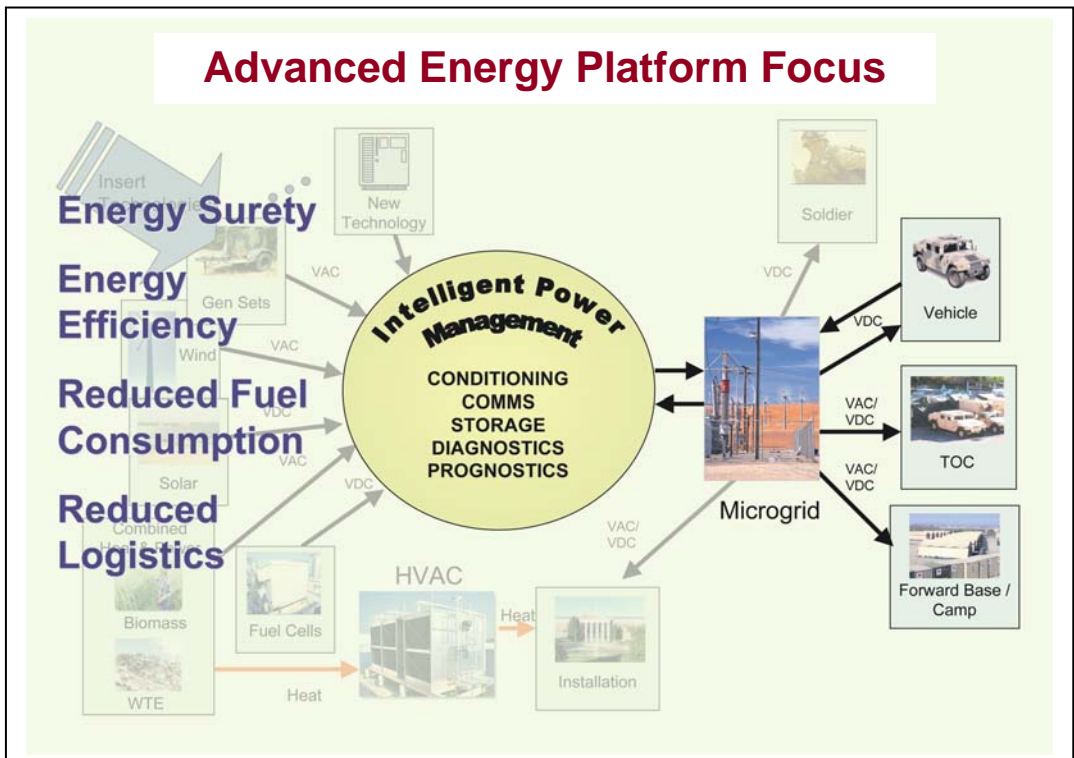 Advanced Energy Platform Focus
Insert
Technologies
Energy Surety
Energy
Efficiency
Reduced Fuel
Consumption
Reduced
Logistics
New
Technology
Gen Sets
VAC
Wind
VAC
VDC
VAC
Solar
VDC
Combined
Heat & Power
Biomass
WTE
Fuel Cells
Heat
HVAC
Heat
Installation
VAC/
VDC
Intelligent Power
Management
CONDITIONING
COMMS
STORAGE
DIAGNOSTICS
PROGNOSTICS
Microgrid
Soldier
VDC
Vehicle
VDC
VAC/
VDC
TOC
VAC/
VDC
Forward Base /
Camp